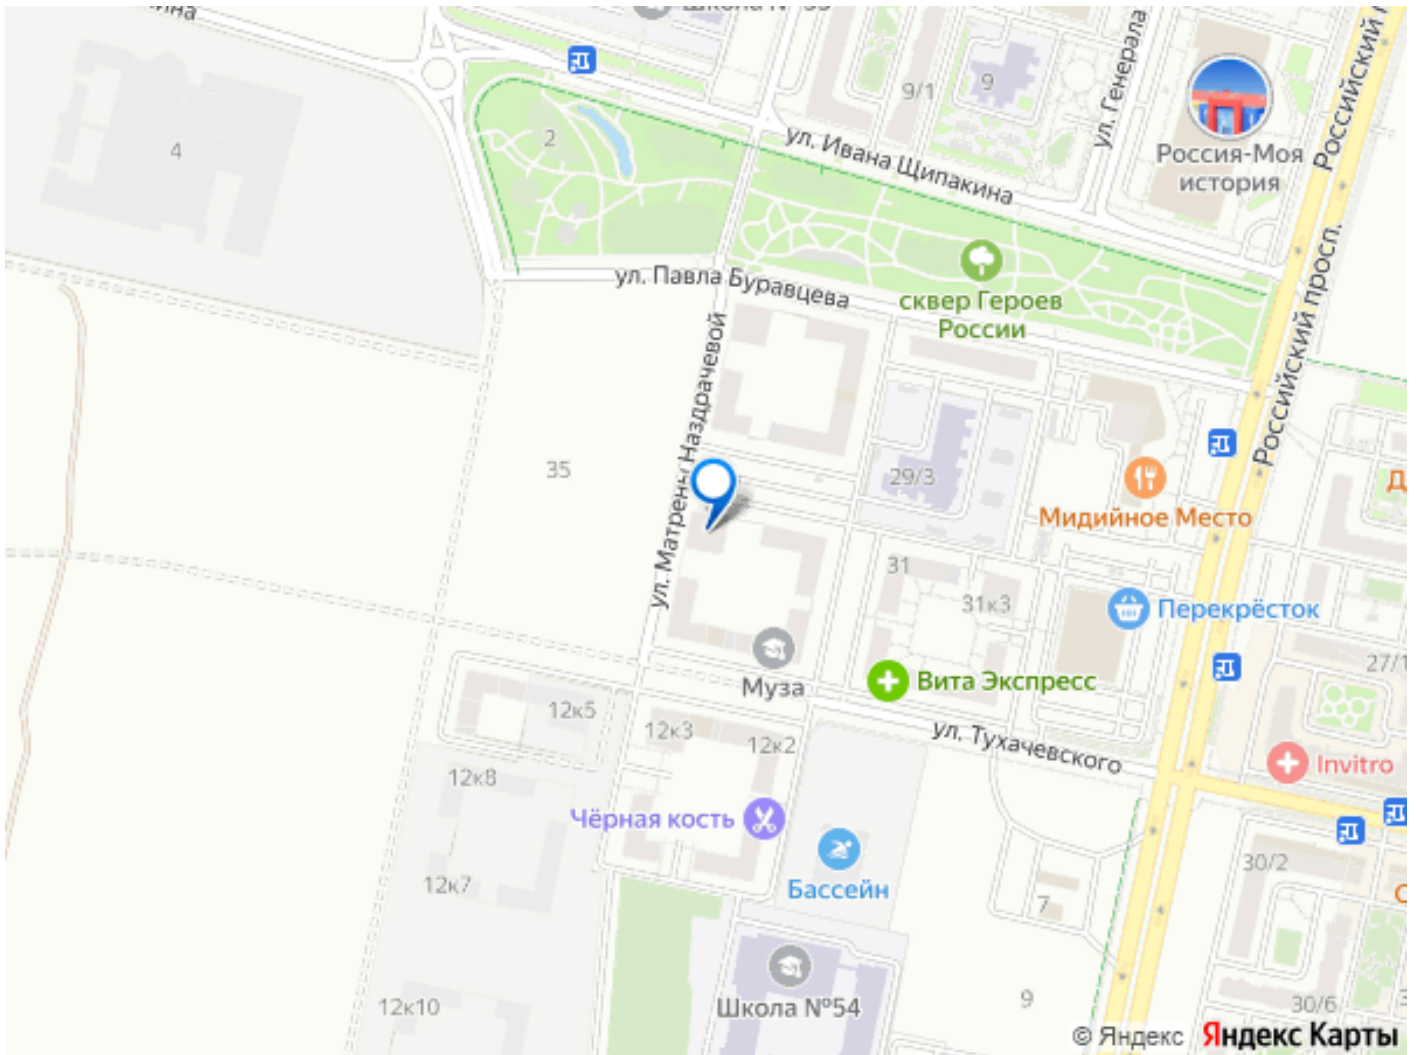 4
2
9/1
9
ул. Генерала
ул. Ивана Щипакина
Россия-Моя
история
Российский просп.
ул. Павла Буравцева
сквер Героев
России
ул. Матрены Наздрачевой
35
29/3
Мидийное Место
31
31к3
Перекрёсток
27/1
Муза
Вита Экспресс
12к5
12к3
12к2
ул. Тухачевского
Invitro
12к8
Чёрная кость
Бассейн
30/2
12к7
7
Школа №54
12к10
9
30/6
© Яндекс Яндекс Карты